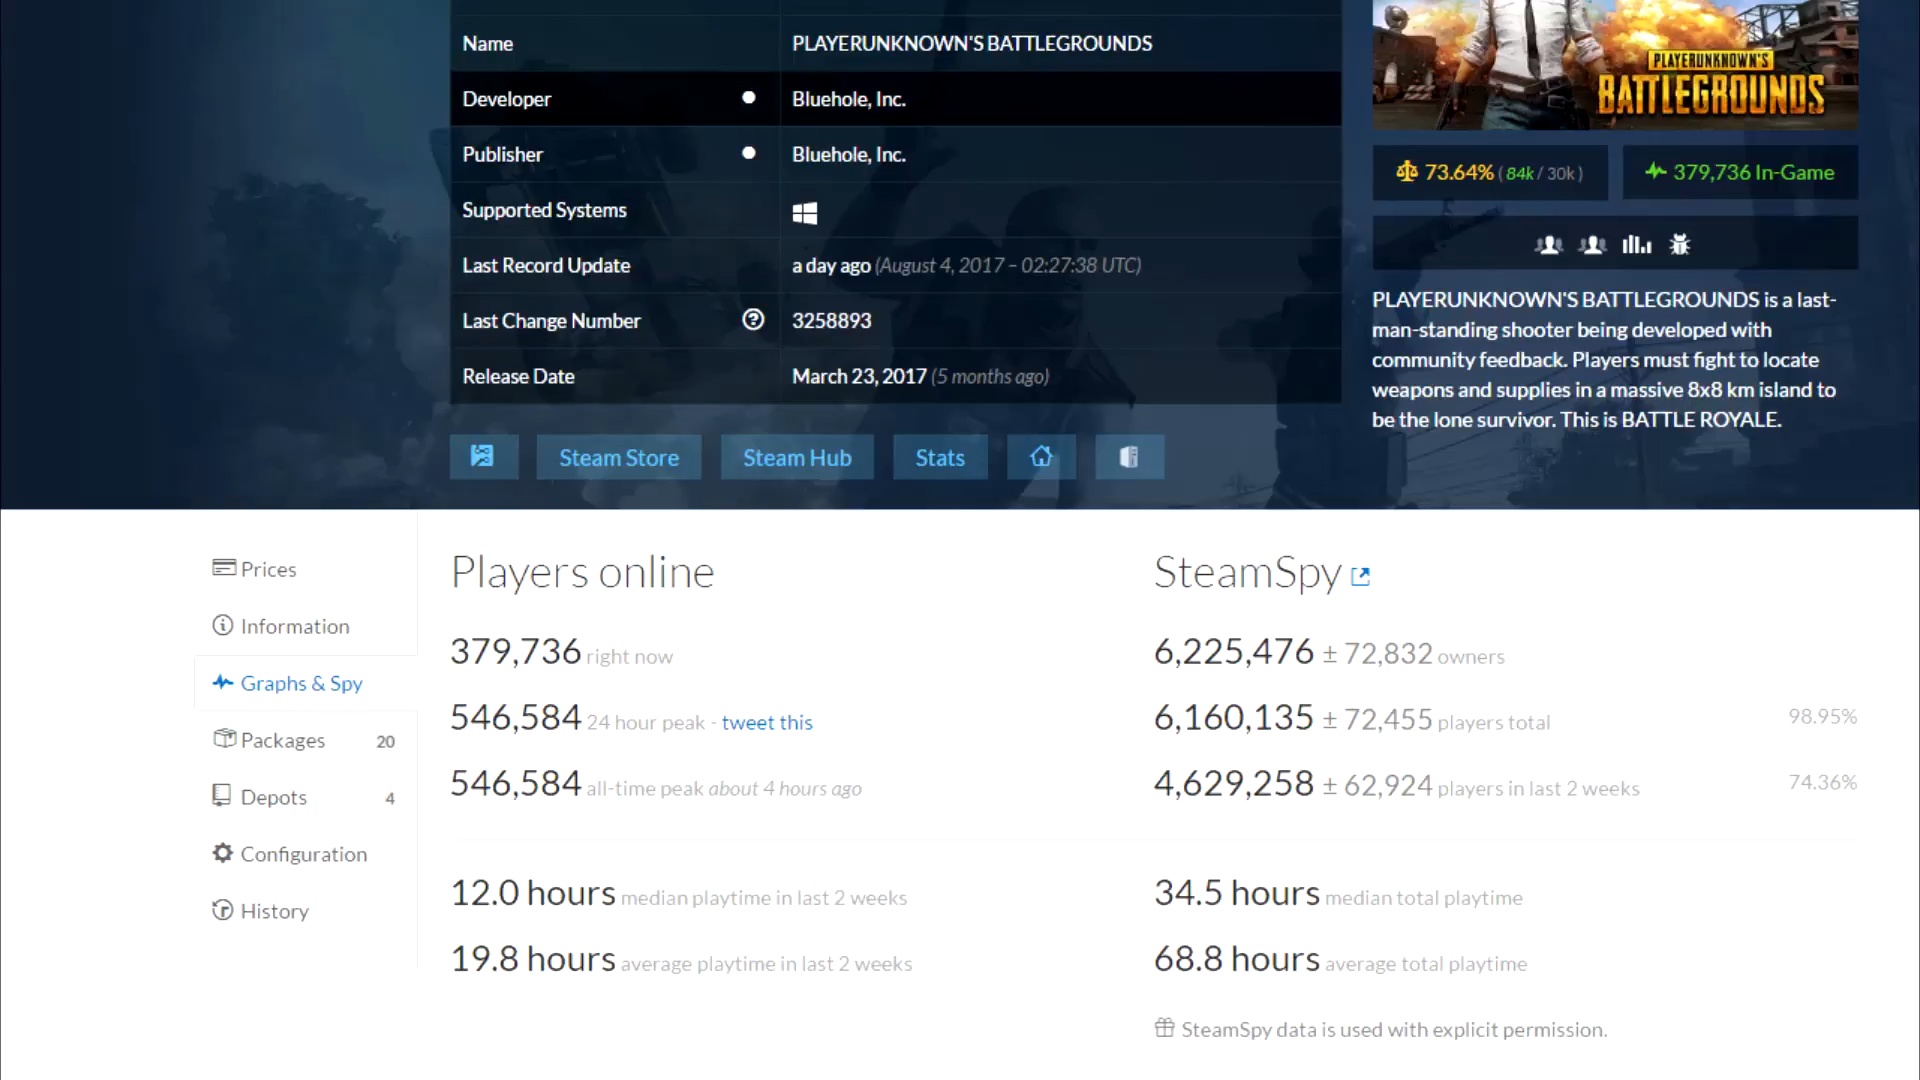 Name PLAYERUNKNOWN'S BATTLEGROUNDS
Developer Bluehole, Inc.
Publisher Bluehole, Inc.
Supported Systems
Last Record Update a day ago (August 4, 2017 – 02:27:38 UTC)
Last Change Number 3258893
Release Date March 23, 2017 (5 months ago)
Steam Store Steam Hub Stats
PLAYERUNKNOWN'S
BATTLEGROUNDS
73.64% (84k / 30k) 379,736 In-Game
PLAYERUNKNOWN'S BATTLEGROUNDS is a last-
man-standing shooter being developed with
community feedback. Players must fight to locate
weapons and supplies in a massive 8x8 km island to
be the lone survivor. This is BATTLE ROYALE.
Prices
Information
Graphs & Spy
Packages 20
Depots 4
Configuration
History
Players online
379,736 right now
546,584 24 hour peak - tweet this
546,584 all-time peak about 4 hours ago
12.0 hours median playtime in last 2 weeks
19.8 hours average playtime in last 2 weeks
SteamSpy
6,225,476 ± 72,832 owners
6,160,135 ± 72,455 players total 98.95%
4,629,258 ± 62,924 players in last 2 weeks 74.36%
34.5 hours median total playtime
68.8 hours average total playtime
SteamSpy data is used with explicit permission.